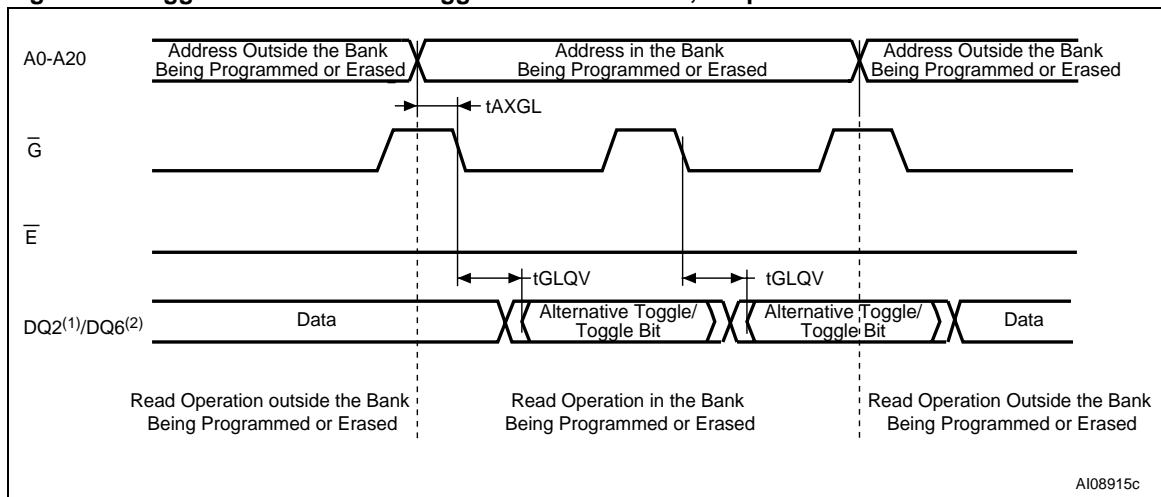 A0-A20
Address Outside the Bank
Being Programmed or Erased
Address in the Bank
Being Programmed or Erased
Address Outside the Bank
Being Programmed or Erased
tAXGL
G
E
tGLQV
tGLQV
DQ2(1)/DQ6(2)
Data
Alternative Toggle/
Toggle Bit
Alternative Toggle/
Toggle Bit
Data
Read Operation outside the Bank
Being Programmed or Erased
Read Operation in the Bank
Being Programmed or Erased
Read Operation Outside the Bank
Being Programmed or Erased
AI08915c